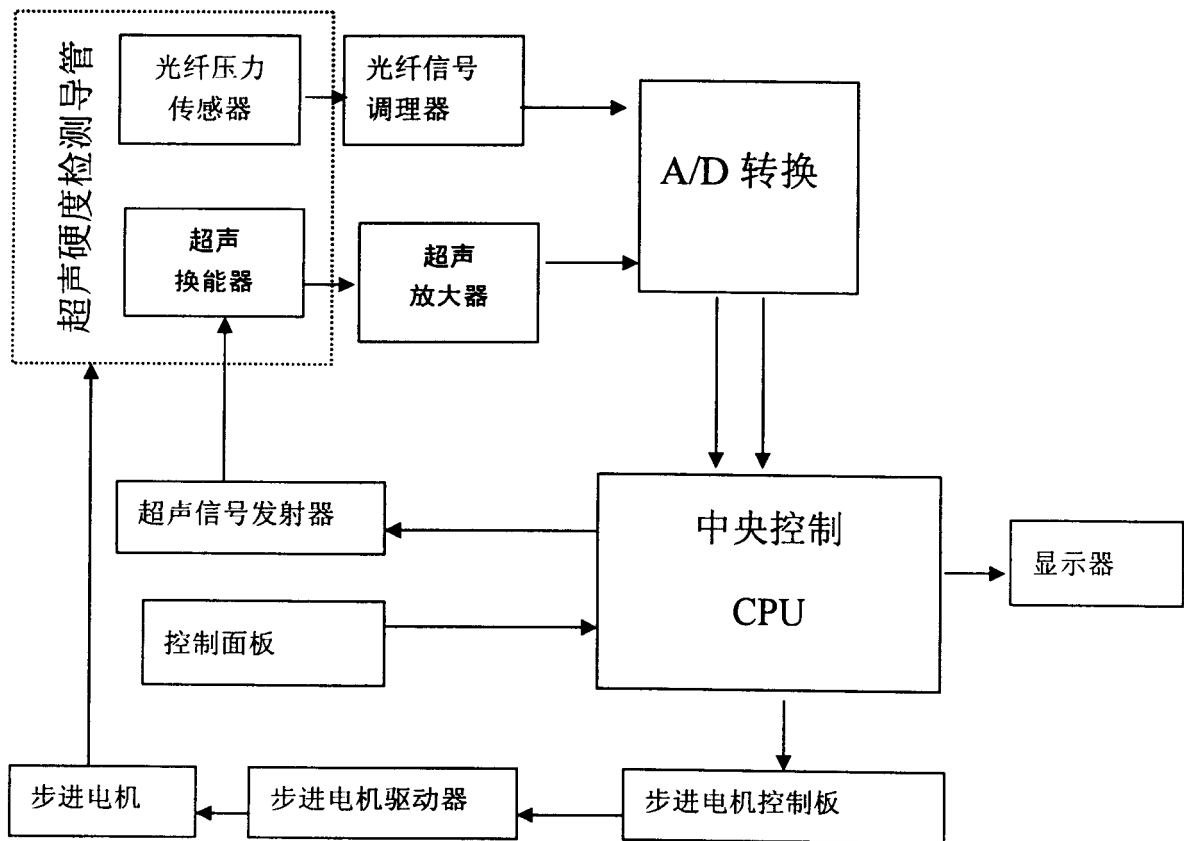 超声硬度检测导管
光纤压力
传感器
光纤信号
调理器
A/D 转换
超声
换能器
超声
放大器
超声信号发射器
中央控制
CPU
显示器
控制面板
步进电机
步进电机驱动器
步进电机控制板